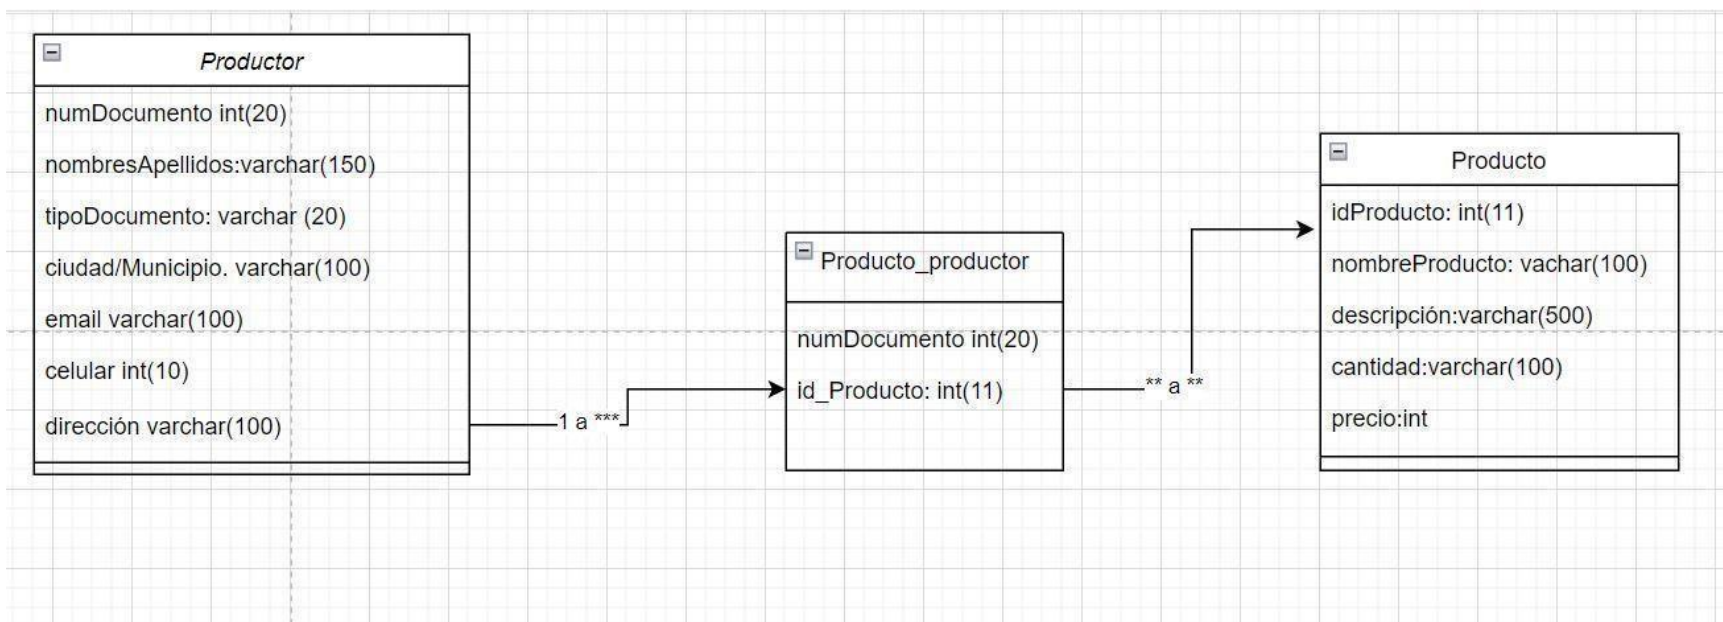 Productor
numDocumento int(20)
nombresApellidos:varchar(150)
tipoDocumento: varchar (20)
ciudad/Municipio. varchar(100)
email varchar(100)
celular int(10)
dirección varchar(100)
1 a ***
Producto_productor
numDocumento int(20)
id_Producto: int(11)
** a **
Producto
idProducto: int(11)
nombreProducto: vachar(100)
descripción:varchar(500)
cantidad:varchar(100)
precio:int